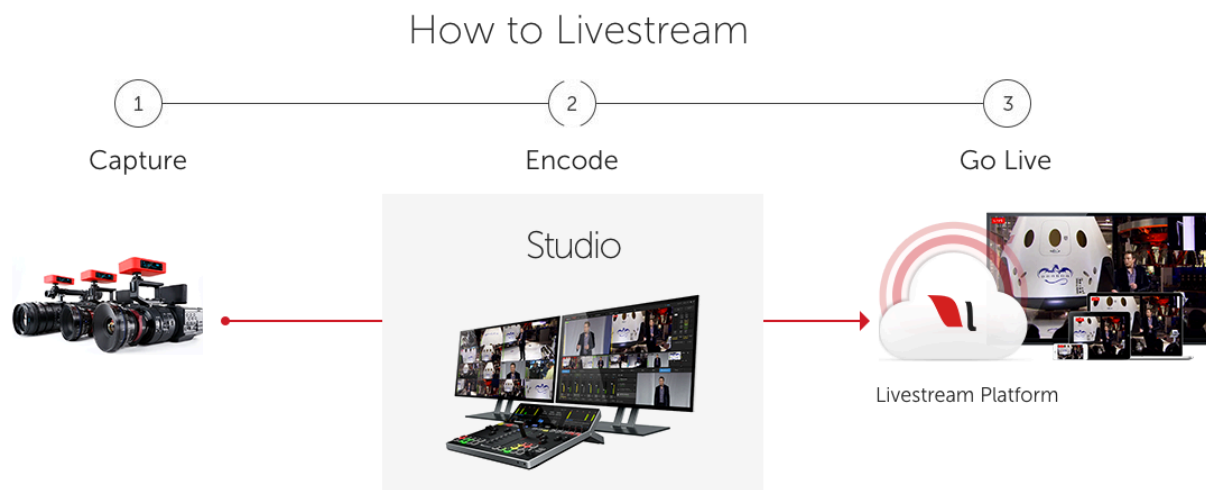 How to Livestream
1
2
3
Capture
Encode
Go Live
Studio
Livestream Platform